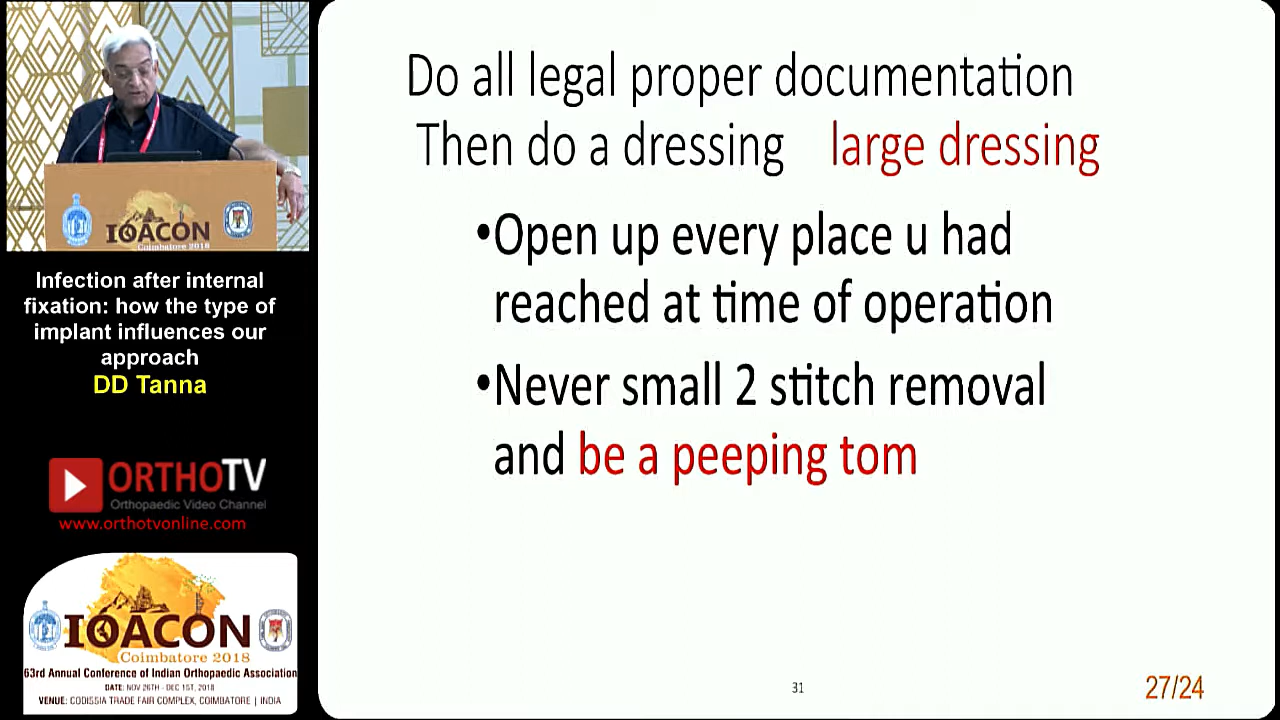 Do all legal proper documentation
Then do a dressing large dressing
•Open up every place u had
reached at time of operation
•Never small 2 stitch removal
and be a peeping tom
31
27/24
IOACON
Coimbatore 2018
Infection after internal
fixation: how the type of
implant influences our
approach
DD Tanna
ORTHOTV
Orthopaedic Video Channel
www.orthotvonline.com
IOACON
Coimbatore 2018
63rd Annual Conference of Indian Orthopaedic Association
DATE: NOV 26TH - DEC 1ST, 2018
VENUE: CODISSIA TRADE FAIR COMPLEX, COIMBATORE | INDIA